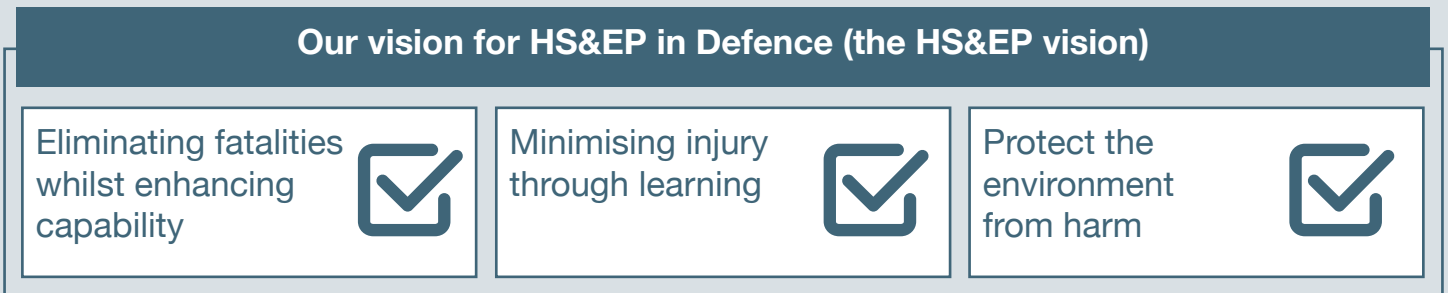 Our vision for HS&EP in Defence (the HS&EP vision)
Eliminating fatalities
whilst enhancing
capability
Minimising injury
through learning
Protect the
environment
from harm